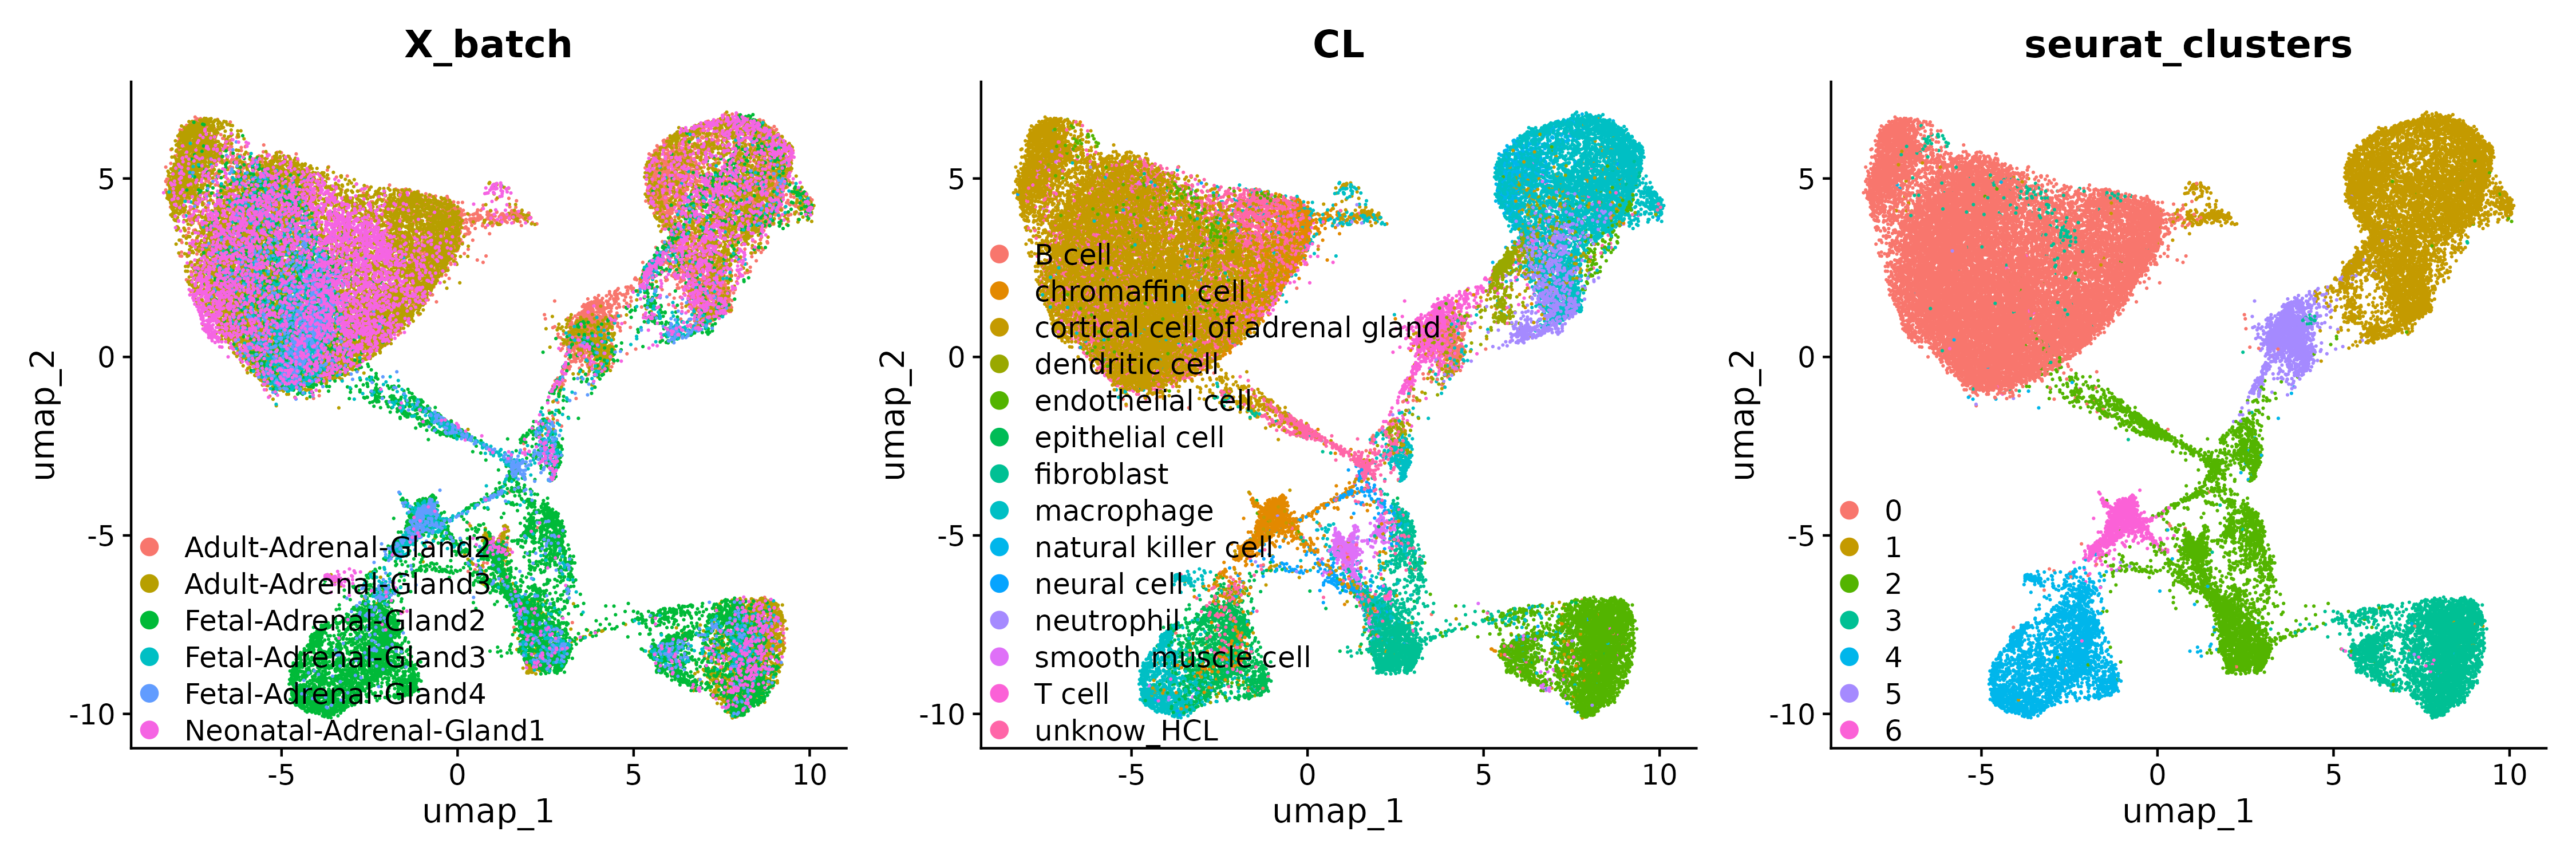 X_batch
umap_2
5
0
-5
-10
Adult-Adrenal-Gland2
Adult-Adrenal-Gland3
Fetal-Adrenal-Gland2
Fetal-Adrenal-Gland3
Fetal-Adrenal-Gland4
Neonatal-Adrenal-Gland1
-5 0 5 10
umap_1
CL
umap_2
5
0
-5
-10
B cell
chromaffin cell
cortical cell of adrenal gland
dendritic cell
endothelial cell
epithelial cell
fibroblast
macrophage
natural killer cell
neural cell
neutrophil
smooth muscle cell
T cell
unknow_HCL
-5 0 5 10
umap_1
seurat_clusters
umap_2
5
0
-5
-10
0
1
2
3
4
5
6
-5 0 5 10
umap_1